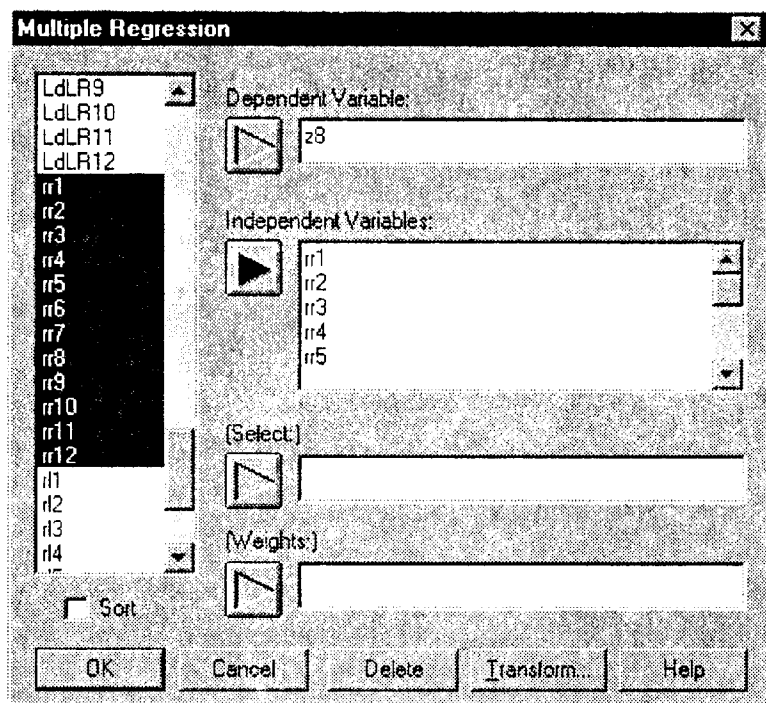 Multiple Regression
LdLR9
LdLR10
LdLR11
LdLR12
rr1
rr2
rr3
rr4
rr5
rr6
rr7
rr8
rr9
rr10
rr11
rr12
rl1
rl2
rl3
rl4
Sort
Dependent Variable:
z8
Independent Variables:
rr1
rr2
rr3
rr4
rr5
(Select:)
(Weights:)
OK
Cancel
Delete
Transform...
Help